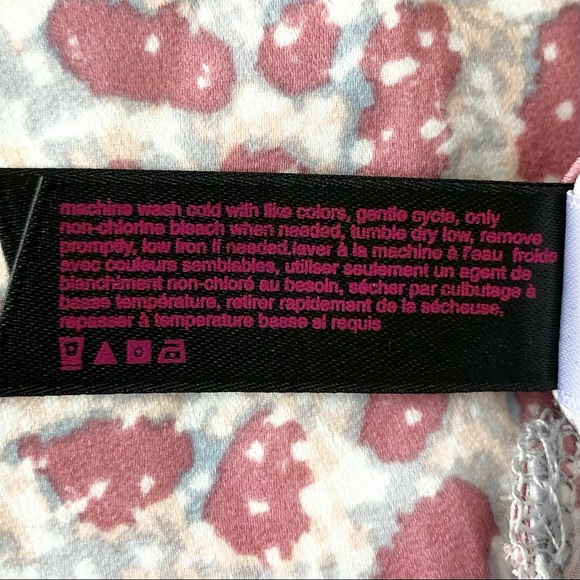 machine wash cold with like colors, gentle cycle, only
non-chlorine bleach when needed, tumble dry low, remove
promptly, low iron if needed.laver à la machine à l'eau froide
avec couleurs semblables, utiliser seulement un agent de
blanchiment non-chloré au besoin, sécher par culbutage à
basse température, retirer rapidement de la sécheuse,
repasser à temperature basse si requis